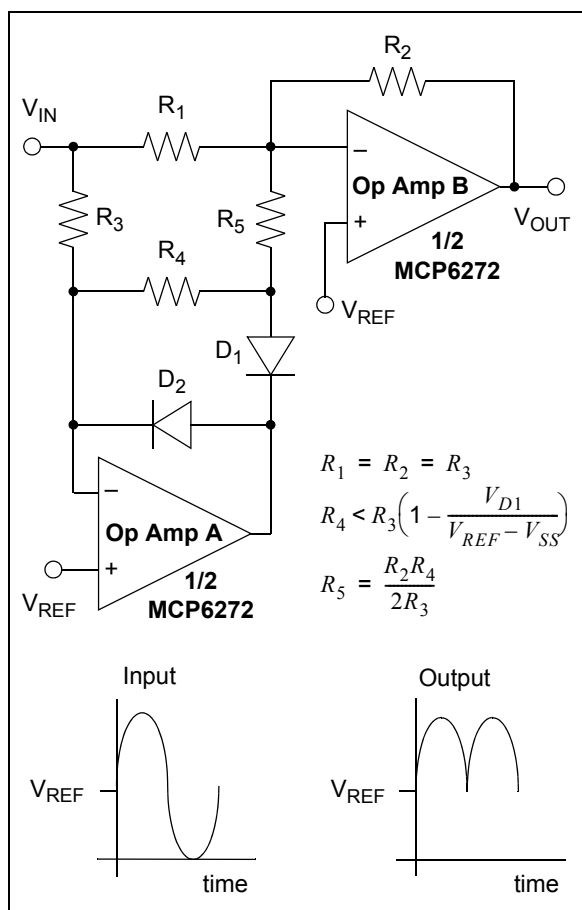 R2
VIN
R1
−
Op Amp B
+
VOUT
R3
R5
1/2
MCP6272
R4
VREF
D1
D2
R1 = R2 = R3
−
R4 < R3(1 − VD1 / (VREF − VSS))
Op Amp A
+
1/2
MCP6272
VREF
R5 = R2R4 / 2R3
Input
Output
VREF
VREF
time
time